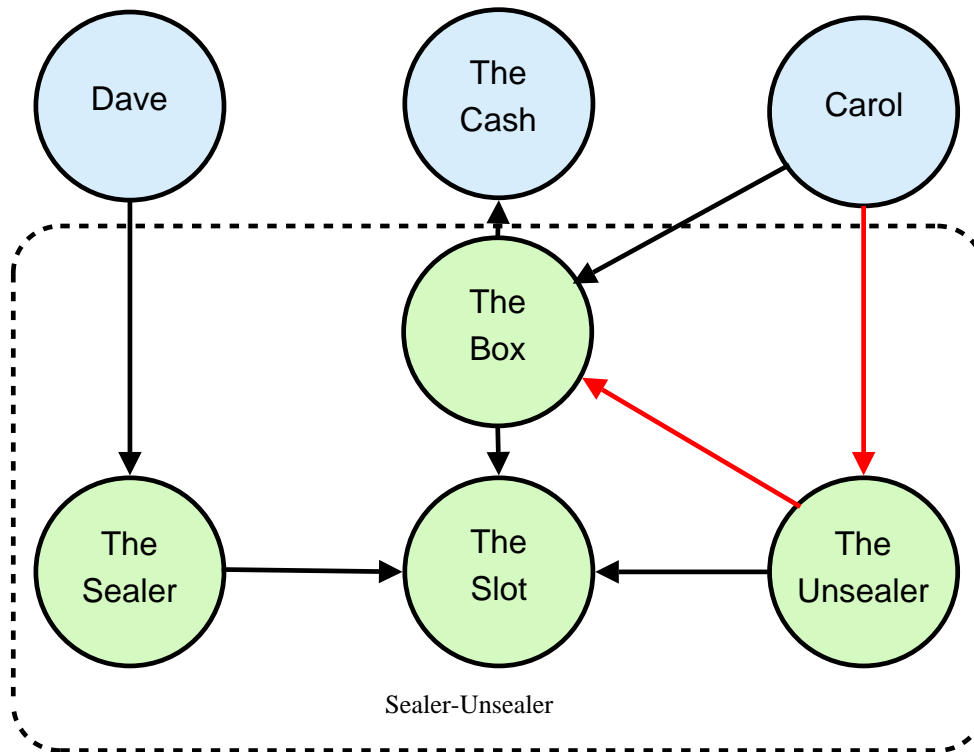 Dave
The
Cash
Carol
The
Box
The
Sealer
The
Slot
The
Unsealer
Sealer-Unsealer